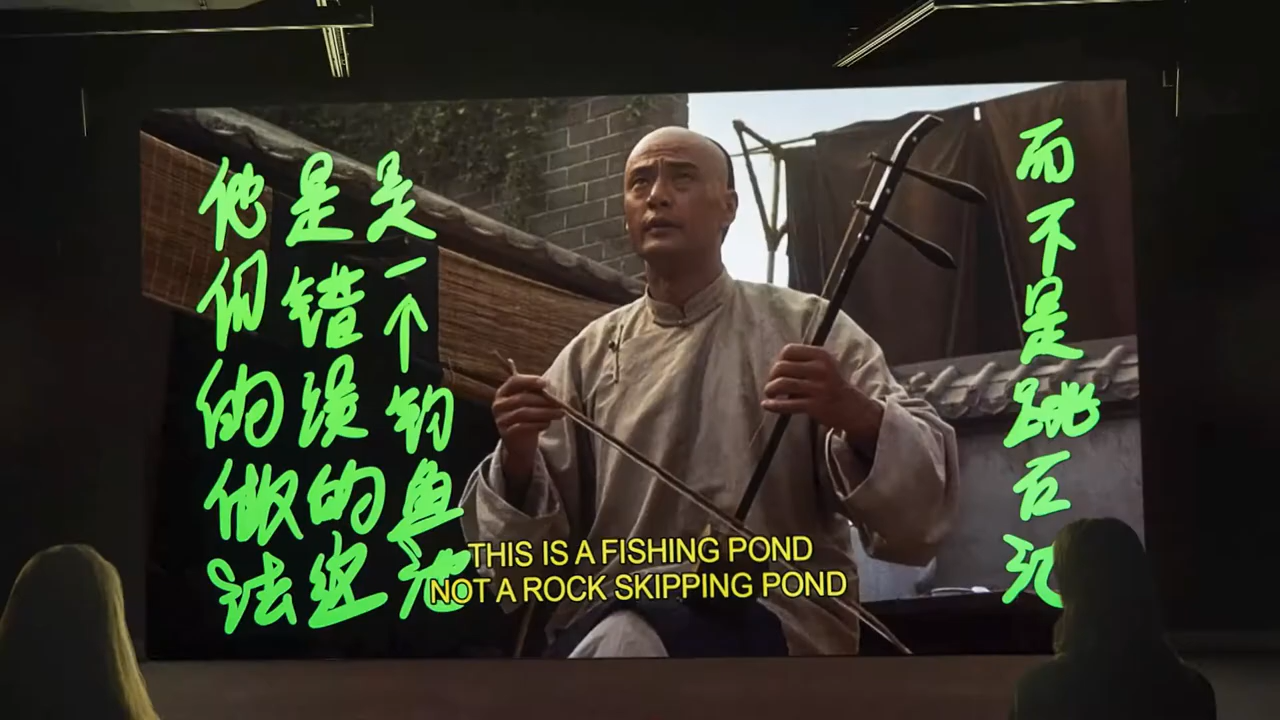 他们的做法
是错误的这
是一个钓鱼池
而不是跳石池
THIS IS A FISHING POND
NOT A ROCK SKIPPING POND